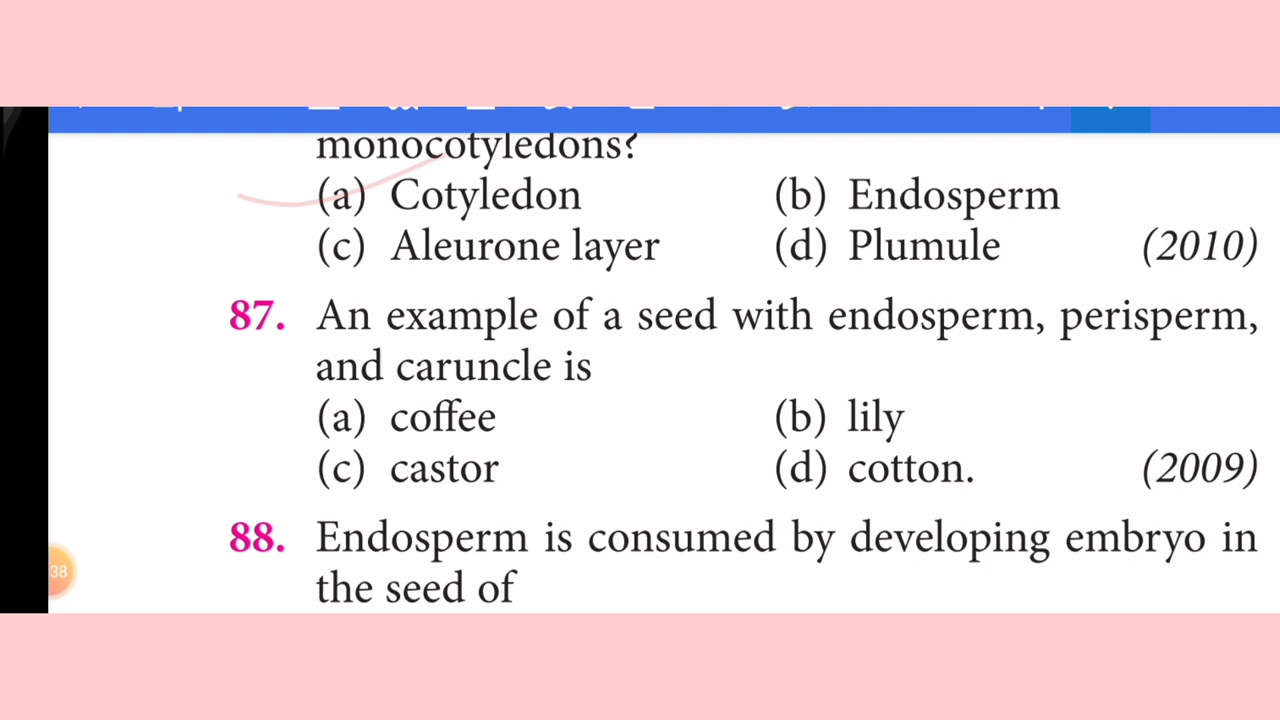 monocotyledons?
(a) Cotyledon (b) Endosperm
(c) Aleurone layer (d) Plumule (2010)
87. An example of a seed with endosperm, perisperm,
and caruncle is
(a) coffee (b) lily
(c) castor (d) cotton. (2009)
88. Endosperm is consumed by developing embryo in
38
the seed of